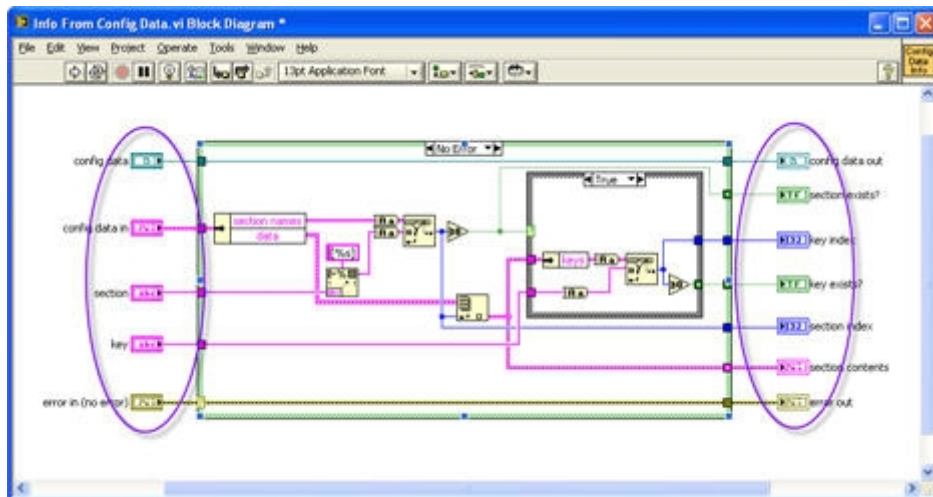 Info From Config Data.vi Block Diagram *
File Edit View Project Operate Tools Window Help
13pt Application Font
Config Data Info
No Error
config data
config data out
True
section exists?
section names
config data in
data
key index
[%s]
keys
section
key exists?
section index
key
section contents
error in (no error)
error out